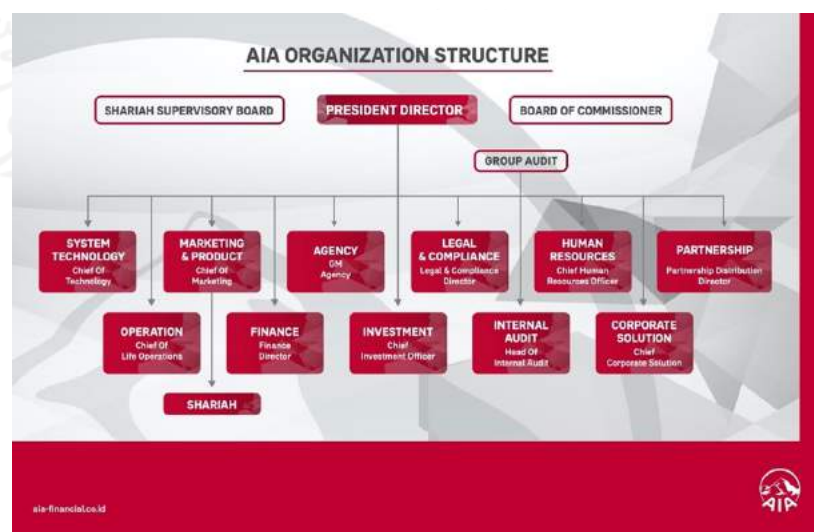 AIA ORGANIZATION STRUCTURE
SHARIAH SUPERVISORY BOARD
PRESIDENT DIRECTOR
BOARD OF COMMISSIONER
GROUP AUDIT
SYSTEM
TECHNOLOGY
Chief Of
Technology
MARKETING
& PRODUCT
Chief Of
Marketing
AGENCY
GM
Agency
LEGAL
& COMPLIANCE
Legal & Compliance
Director
HUMAN
RESOURCES
Chief Human
Resources Officer
PARTNERSHIP
Partnership Distribution
Director
OPERATION
Chief Of
Life Operations
FINANCE
Finance
Director
INVESTMENT
Chief
Investment Officer
INTERNAL
AUDIT
Head Of
Internal Audit
CORPORATE
SOLUTION
Chief
Corporate Solution
SHARIAH
aia-financial.co.id
AIA